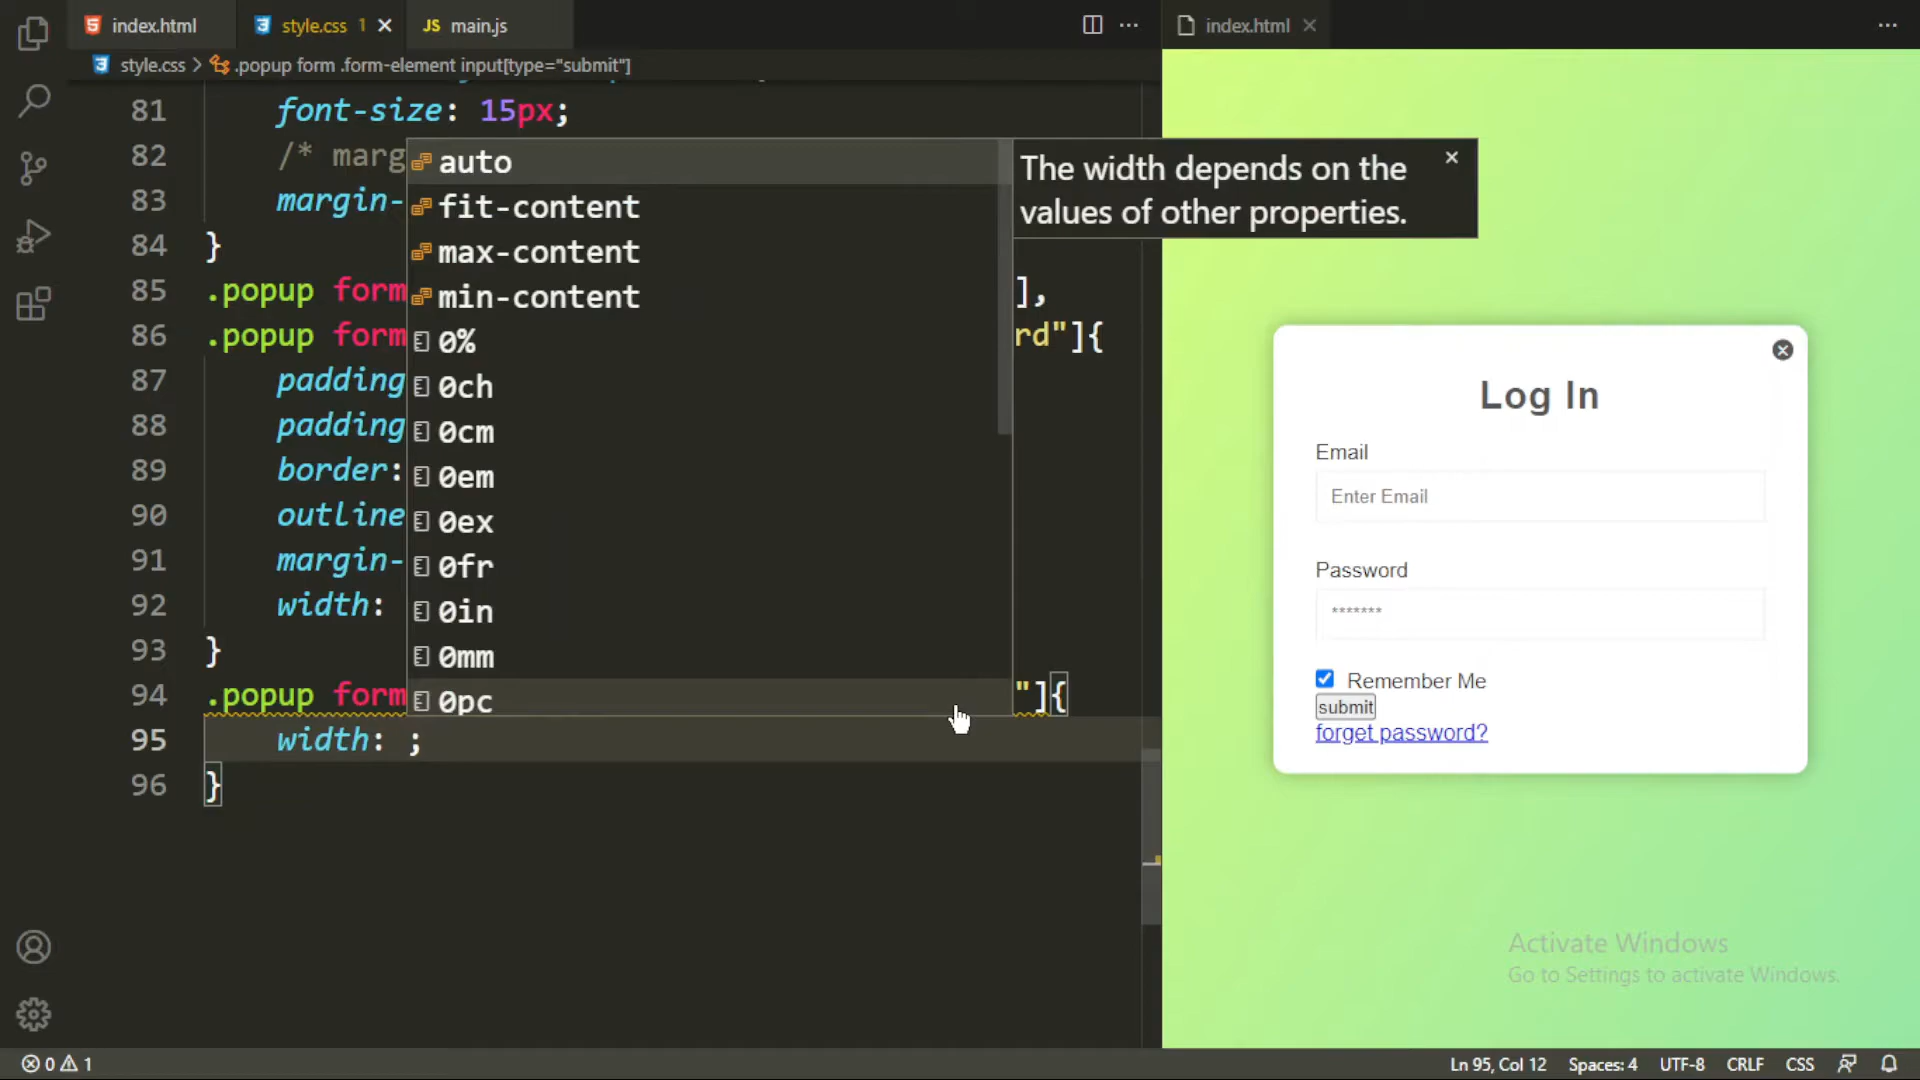 index.html
style.css 1
JS main.js
index.html
style.css > .popup form .form-element input[type="submit"]
81 font-size: 15px;
82 /* marg
83 margin-
84 }
85 .popup form ],
86 .popup form rd"]{
87 padding
88 padding
89 border:
90 outline
91 margin-
92 width:
93 }
94 .popup form "]{
95 width: ;
96 }
auto
fit-content
max-content
min-content
0%
0ch
0cm
0em
0ex
0fr
0in
0mm
0pc
The width depends on the
values of other properties.
Log In
Email
Enter Email
Password
*******
Remember Me
submit
forget password?
Activate Windows
Go to Settings to activate Windows.
0 1
Ln 95, Col 12 Spaces: 4 UTF-8 CRLF CSS